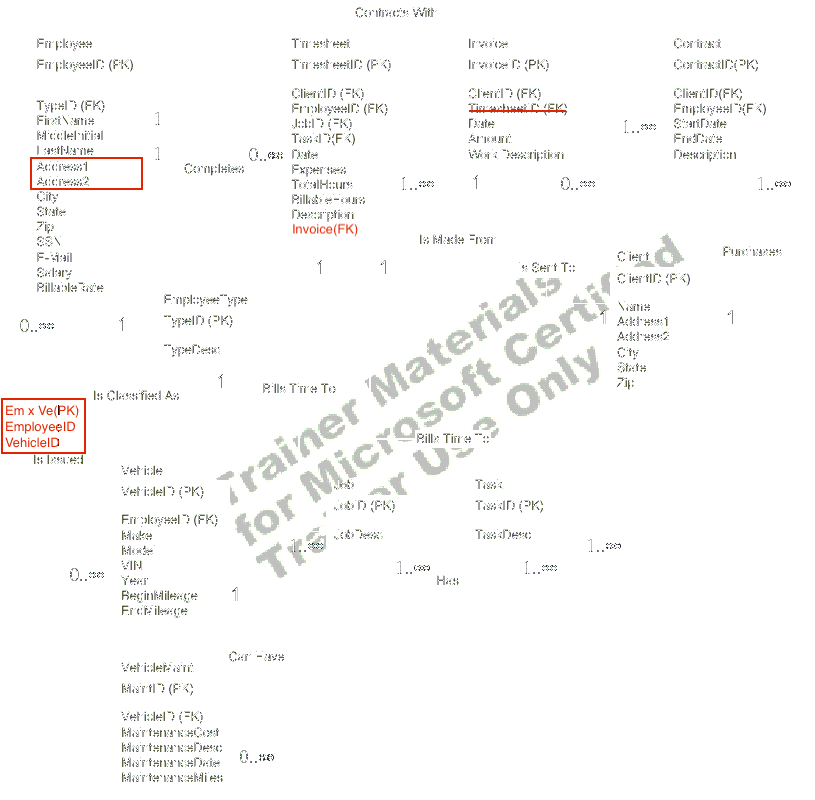 Contracts With
Employee
EmployeeID (PK)
TypeID (FK)
FirstName
MiddleInitial
LastName
Address1
Address2
City
State
Zip
SSN
E-Mail
Salary
BillableRate
1
1
Completes
0..∞
Timesheet
TimesheetID (PK)
ClientID (FK)
EmployeeID (FK)
JobID (FK)
TaskID(FK)
Date
Expenses
TotalHours
BillableHours
Description
Invoice(FK)
1..∞
Invoice
InvoiceID (PK)
ClientID (FK)
TimesheetID (FK)
Date
Amount
Work Description
1
0..∞
Contract
ContractID(PK)
ClientID(FK)
EmployeeID(FK)
StartDate
EndDate
Description
1..∞
1..∞
Is Made From
1
1
Is Sent To
Purchases
Client
ClientID (PK)
Name
Address1
Address2
City
State
Zip
1
1
0..∞
1
EmployeeType
TypeID (PK)
TypeDesc
1
Is Classified As
Bills Time To
Bills Time To
Trainer Materials
for Microsoft Certified
Trainer Use Only
Em x Ve(PK)
EmployeeID
VehicleID
Is Issued
Vehicle
VehicleID (PK)
EmployeeID (FK)
Make
Model
VIN
Year
BeginMileage
EndMileage
0..∞
1
Job
JobID (PK)
JobDesc
1..∞
1..∞
Task
TaskID (PK)
TaskDesc
1..∞
1..∞
Has
Can Have
VehicleMaint
MaintID (PK)
VehicleID (FK)
MaintenanceCost
MaintenanceDesc
MaintenanceDate
MaintenanceMiles
0..∞